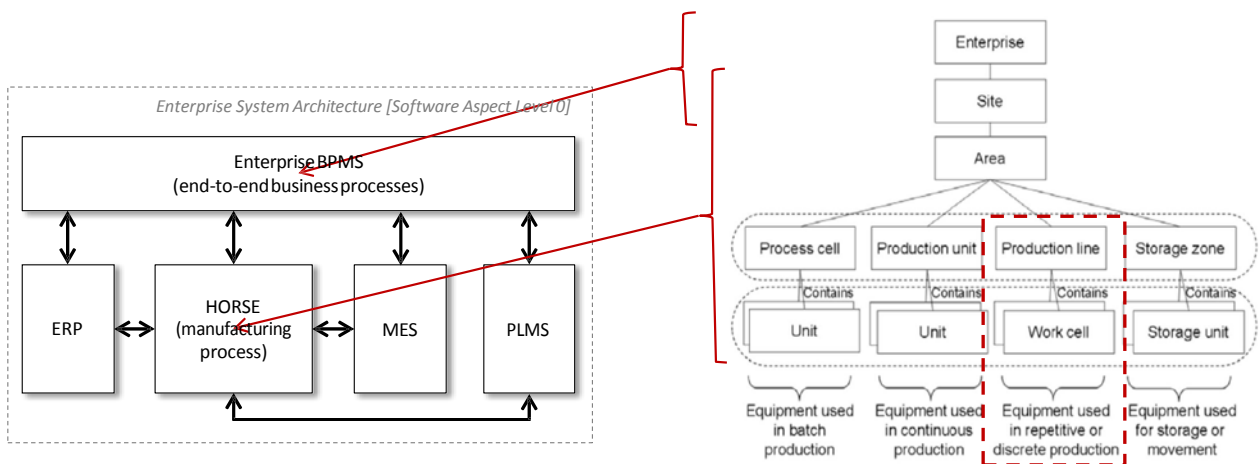 Enterprise System Architecture [Software Aspect Level 0]
Enterprise BPMS
(end-to-end business processes)
ERP
HORSE
(manufacturing
process)
MES
PLMS
Enterprise
Site
Area
Process cell
Production unit
Production line
Storage zone
Contains
Contains
Contains
Contains
Unit
Unit
Work cell
Storage unit
Equipment used
in batch
production
Equipment used
in continuous
production
Equipment used
in repetitive or
discrete production
Equipment used
for storage or
movement